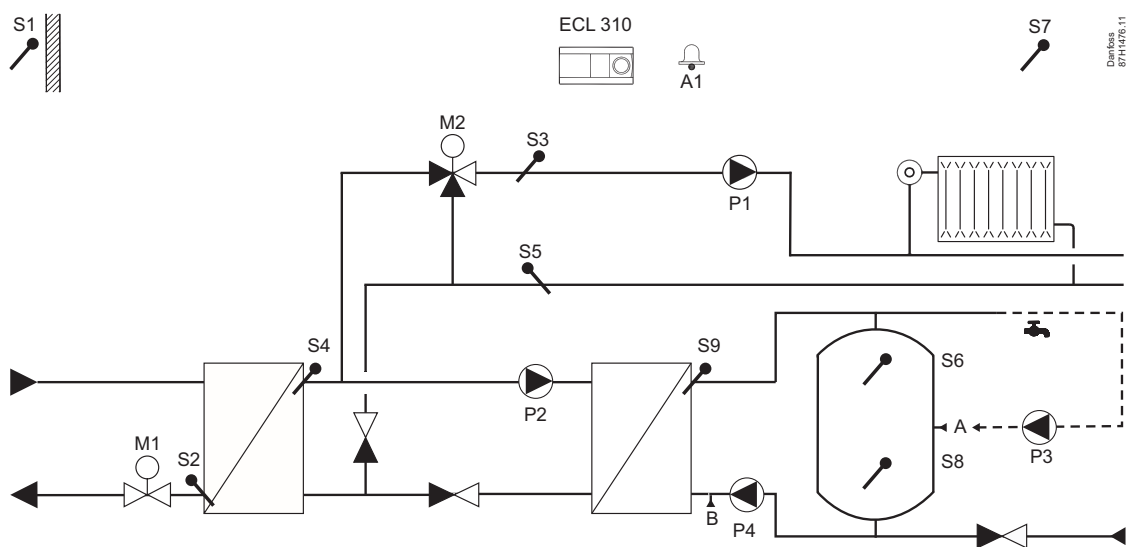 S1
ECL 310
S7
Danfoss
87H1476.11
A1
M2
S3
P1
S5
S4
S9
S6
P2
A
P3
M1
S2
S8
B
P4